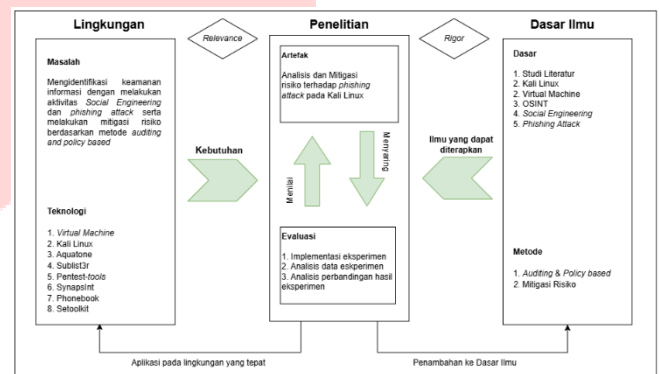 Lingkungan
Relevance
Penelitian
Rigor
Dasar Ilmu
Masalah
Mengidentifikasi keamanan
informasi dengan melakukan
aktivitas Social Engineering
dan phishing attack serta
melakukan mitigasi risiko
berdasarkan metode auditing
and policy based
Teknologi
1. Virtual Machine
2. Kali Linux
3. Aquatone
4. Sublist3r
5. Pentest-tools
6. SynapsInt
7. Phonebook
8. Setoolkit
Kebutuhan
Artefak
Analisis dan Mitigasi
risiko terhadap phishing
attack pada Kali Linux
Menilai
Menyaring
Evaluasi
1. Implementasi eksperimen
2. Analisis data eskperimen
3. Analisis perbandingan hasil
eksperimen
Ilmu yang dapat
diterapkan
Dasar
1. Studi Literatur
2. Kali Linux
2. Virtual Machine
3. OSINT
4. Social Engineering
5. Phishing Attack
Metode
1. Auditing & Policy based
2. Mitigasi Risiko
Aplikasi pada lingkungan yang tepat
Penambahan ke Dasar Ilmu